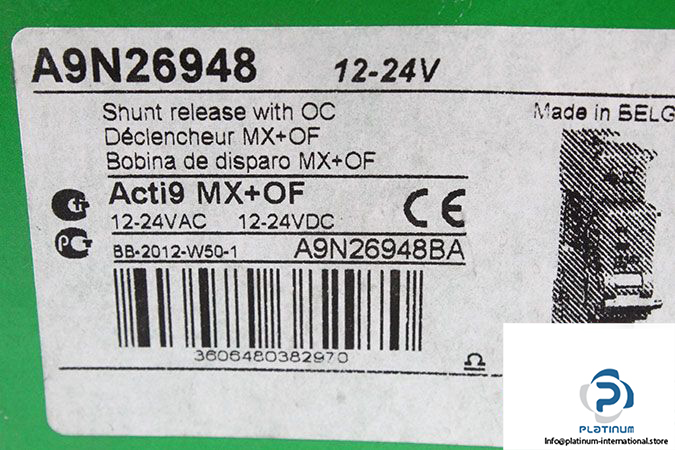 A9N26948 12-24V
Shunt release with OC
Made in BELG
Déclencheur MX+OF
Bobina de disparo MX+OF
Acti9 MX+OF
12-24VAC 12-24VDC
CE
BB-2012-W50-1 A9N26948BA
3606480382970
PLATINUM
Info@platinum-international.store